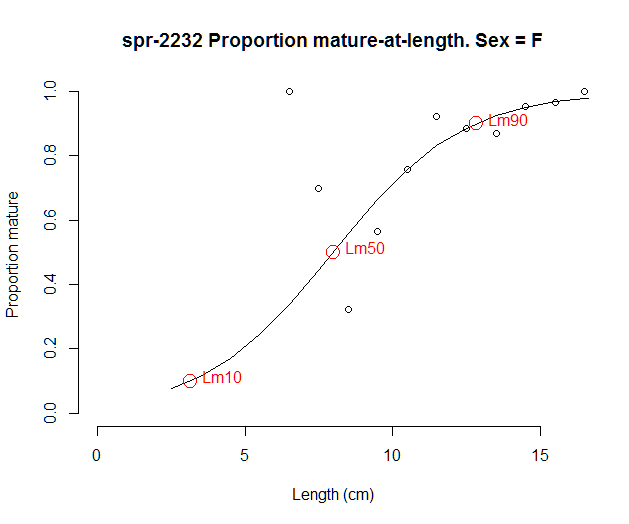 spr-2232 Proportion mature-at-length. Sex = F
Proportion mature
1.0
0.8
0.6
0.4
0.2
0.0
Lm90
Lm50
Lm10
0 5 10 15
Length (cm)